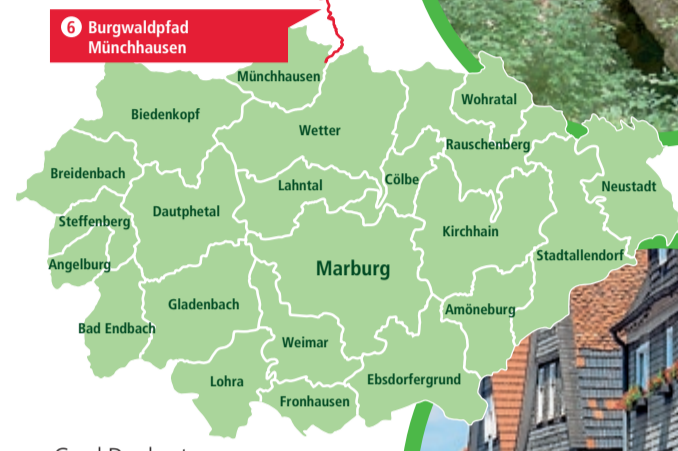 6 Burgwaldpfad
Münchhausen
Münchhausen
Wohratal
Biedenkopf
Wetter
Rauschenberg
Breidenbach
Cölbe
Lahntal
Neustadt
Dautphetal
Steffenberg
Kirchhain
Stadtallendorf
Angelburg
Marburg
Gladenbach
Amöneburg
Bad Endbach
Weimar
Lohra
Ebsdorfergrund
Fronhausen